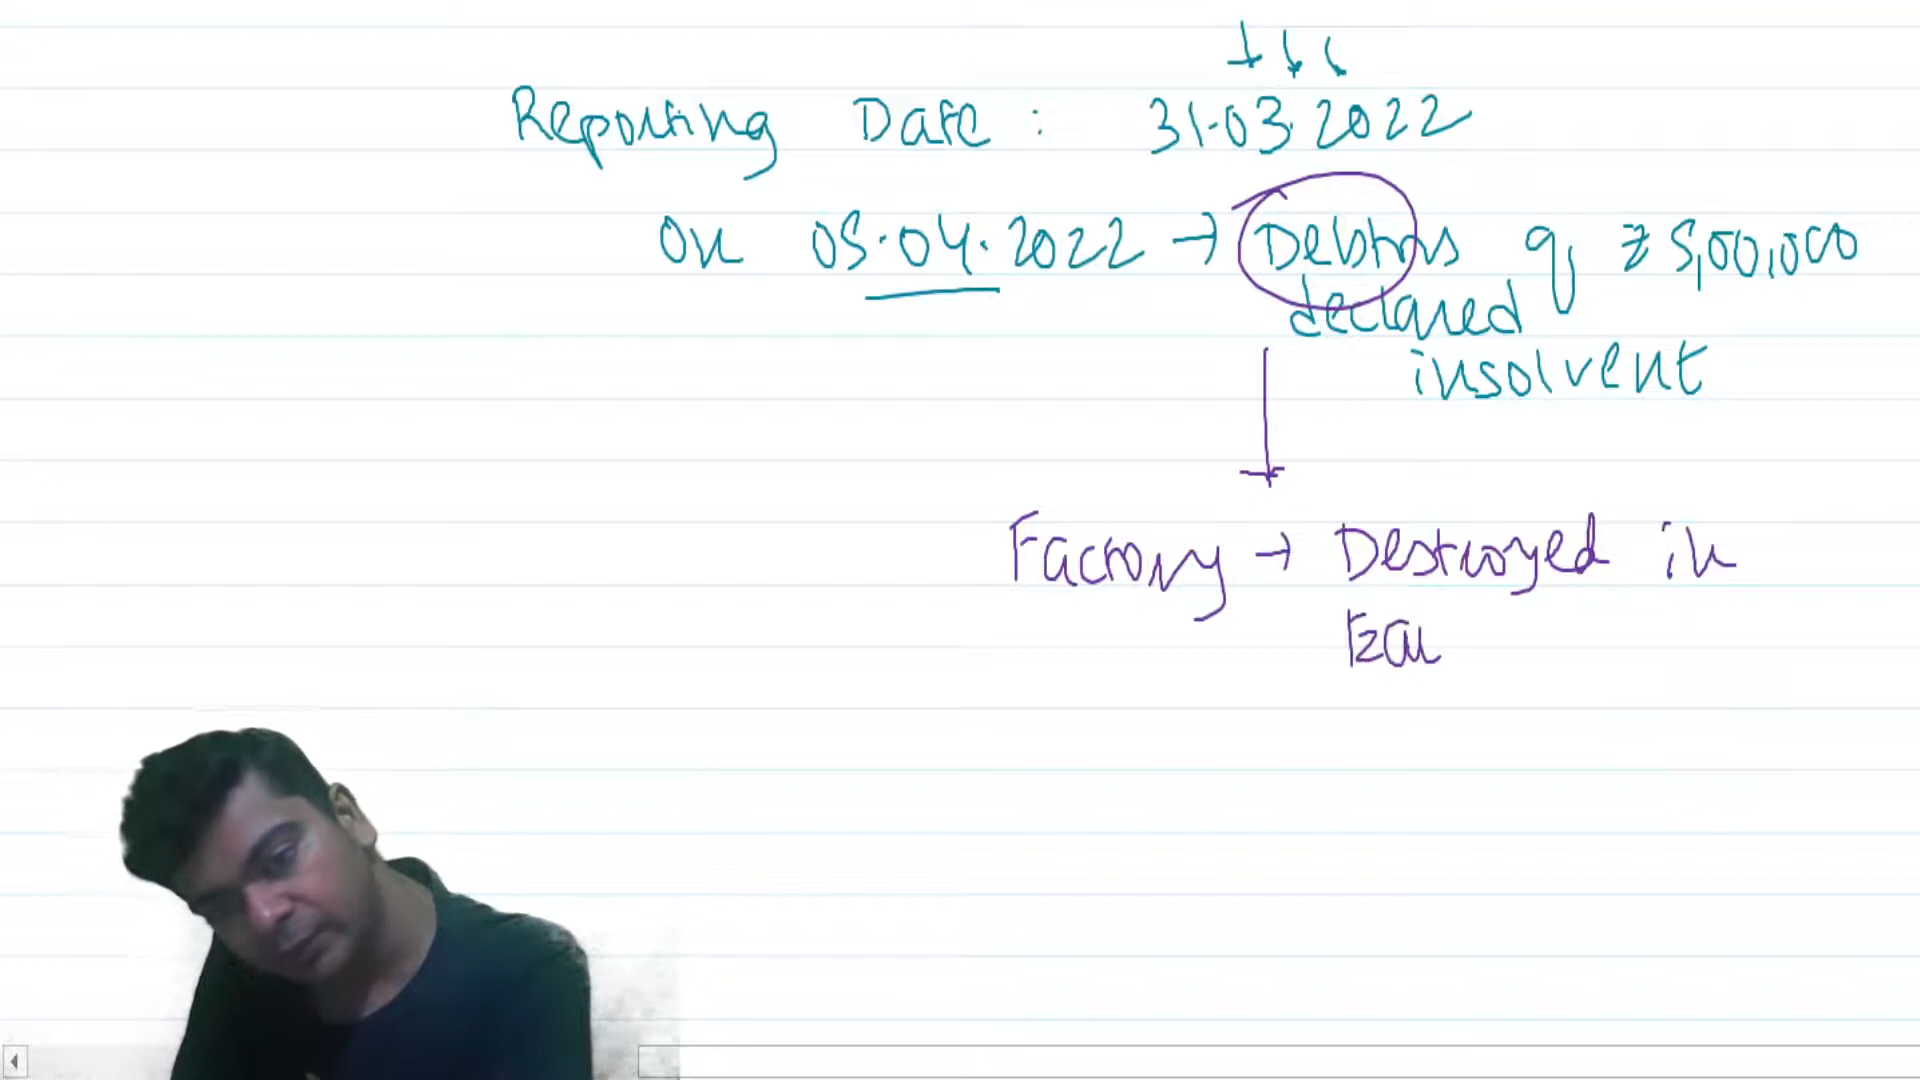 Reporting Date : 31.03.2022
On 05.04.2022 → Debtors of ₹ 5,00,000
declared
insolvent
Factory → Destroyed in
Ea